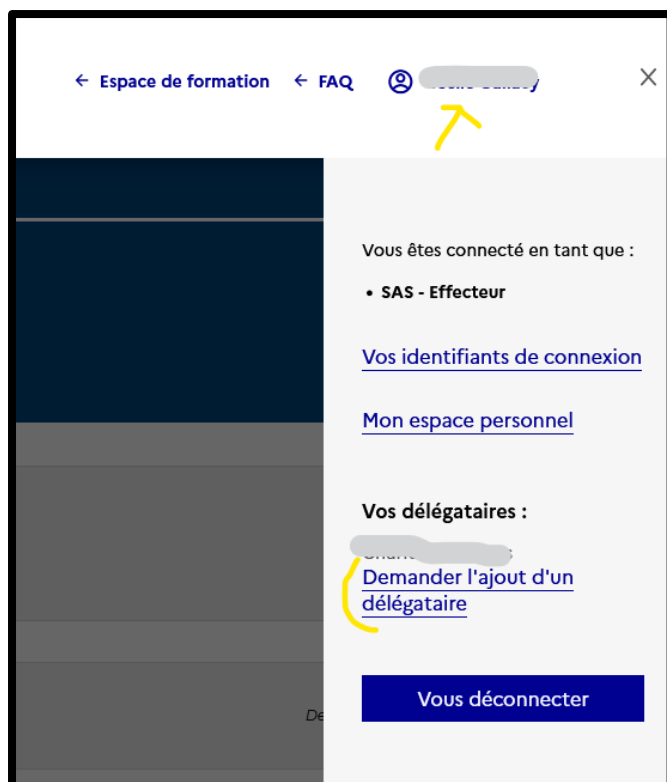 ← Espace de formation ← FAQ
Vous êtes connecté en tant que :
• SAS - Effecteur
Vos identifiants de connexion
Mon espace personnel
Vos délégataires :
Demander l'ajout d'un
délégataire
De
Vous déconnecter